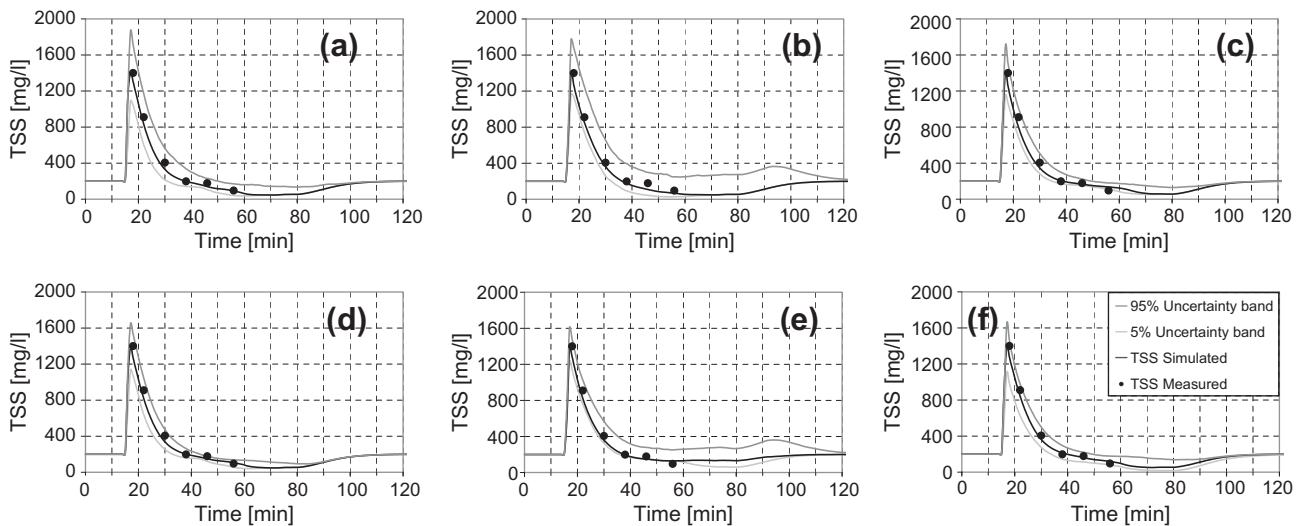 2000
1600
1200
800
400
0
TSS [mg/l]
0 20 40 60 80 100 120
Time [min]
(a)
2000
1600
1200
800
400
0
TSS [mg/l]
0 20 40 60 80 100 120
Time [min]
(b)
2000
1600
1200
800
400
0
TSS [mg/l]
0 20 40 60 80 100 120
Time [min]
(c)
2000
1600
1200
800
400
0
TSS [mg/l]
0 20 40 60 80 100 120
Time [min]
(d)
2000
1600
1200
800
400
0
TSS [mg/l]
0 20 40 60 80 100 120
Time [min]
(e)
2000
1600
1200
800
400
0
TSS [mg/l]
0 20 40 60 80 100 120
Time [min]
(f)
95% Uncertainty band
5% Uncertainty band
TSS Simulated
TSS Measured